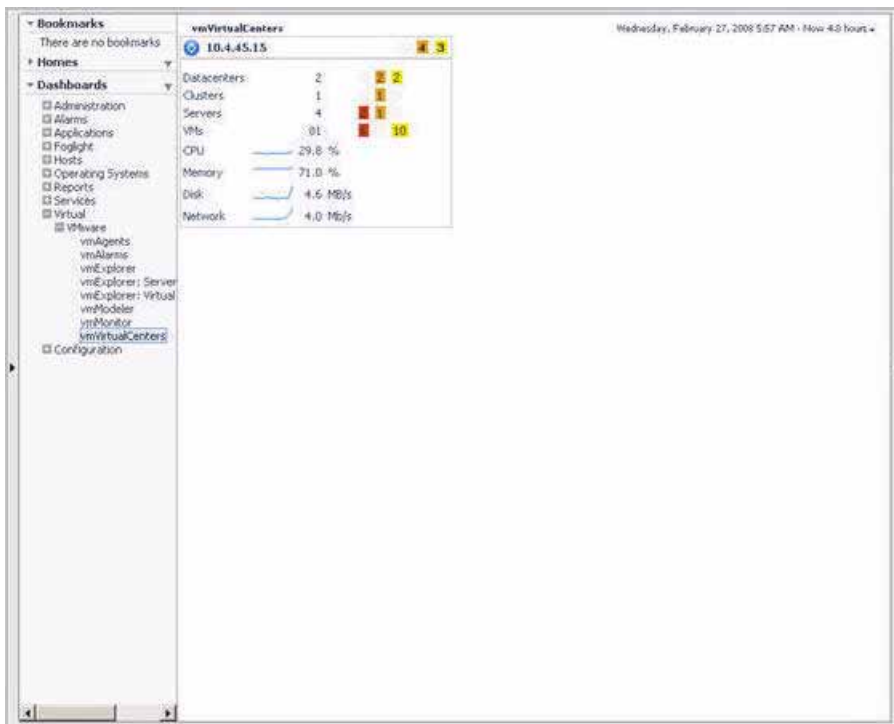 Bookmarks
There are no bookmarks
Homes
Dashboards
Administration
Alarms
Applications
Foglight
Hosts
Operating Systems
Reports
Services
Virtual
VMware
vmAgents
vmAlarms
vmExplorer
vmExplorer: Server
vmExplorer: Virtual
vmModeler
vmMonitor
vmVirtualCenters
Configuration
vmVirtualCenters
Wednesday, February 27, 2008 5:57 AM - Now 4.0 hours
10.4.45.15 4 3
Datacenters 2 2 2
Clusters 1 1
Servers 4 1
VMs 10
CPU 29.8 %
Memory 71.0 %
Disk 4.6 MB/s
Network 4.0 Mb/s